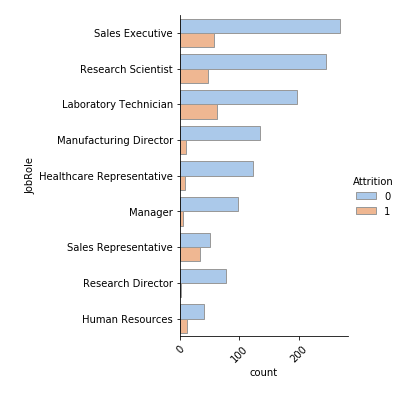 JobRole
Sales Executive
Research Scientist
Laboratory Technician
Manufacturing Director
Healthcare Representative
Manager
Sales Representative
Research Director
Human Resources
0
100
200
count
Attrition
0
1